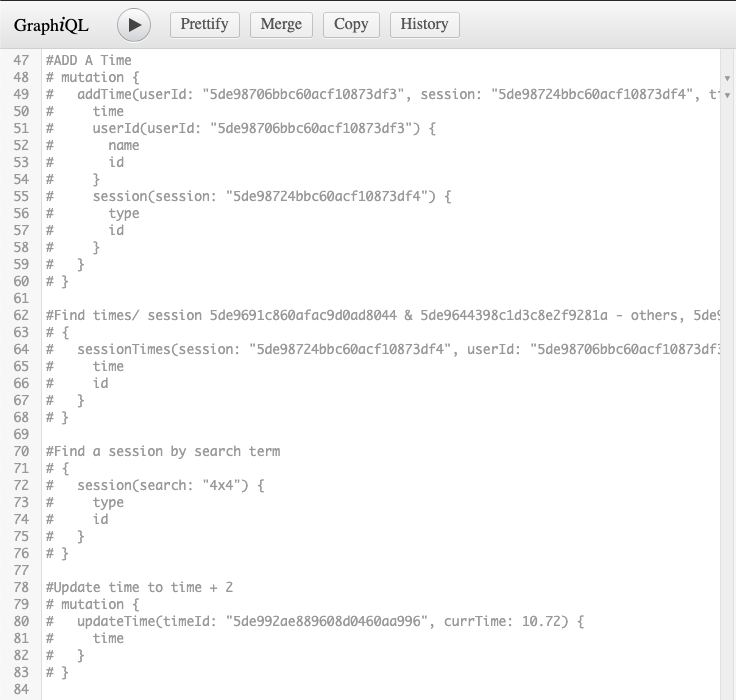 GraphiQL
Prettify Merge Copy History
47 #ADD A Time
48 # mutation {
49 #   addTime(userId: "5de98706bbc60acf10873df3", session: "5de98724bbc60acf10873df4",
50 #     time
51 #     userId(userId: "5de98706bbc60acf10873df3") {
52 #       name
53 #       id
54 #     }
55 #     session(session: "5de98724bbc60acf10873df4") {
56 #       type
57 #       id
58 #     }
59 #   }
60 # }
61
62 #Find times/ session 5de9691c860afac9d0ad8044 & 5de9644398c1d3c8e2f9281a - others,
63 # {
64 #   sessionTimes(session: "5de98724bbc60acf10873df4", userId: "5de98706bbc60acf10873df3
65 #     time
66 #     id
67 #   }
68 # }
69
70 #Find a session by search term
71 # {
72 #   session(search: "4x4") {
73 #     type
74 #     id
75 #   }
76 # }
77
78 #Update time to time + 2
79 # mutation {
80 #   updateTime(timeId: "5de992ae889608d0460aa996", currTime: 10.72) {
81 #     time
82 #   }
83 # }
84